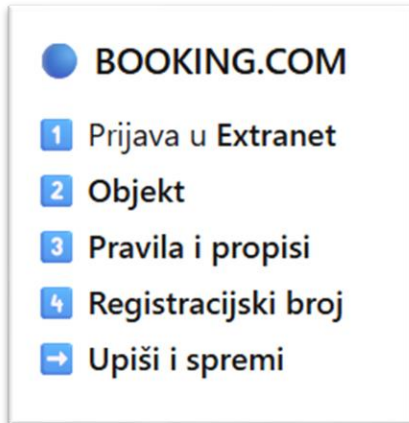 🔵 BOOKING.COM
1️⃣ Prijava u Extranet
2️⃣ Objekt
3️⃣ Pravila i propisi
4️⃣ Registracijski broj
➡️ Upiši i spremi